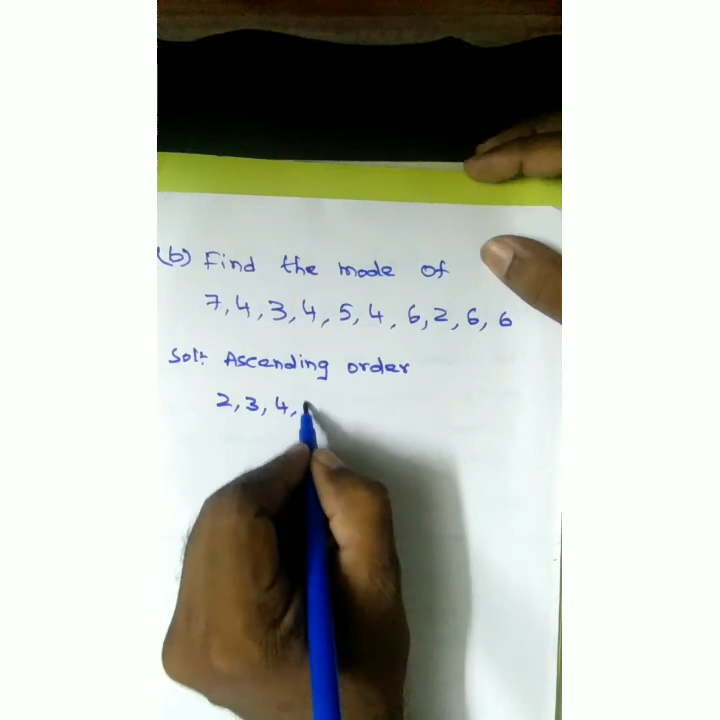 (b) Find the mode of
7, 4, 3, 4, 5, 4, 6, 2, 6, 6
Sol: Ascending order
2, 3, 4,